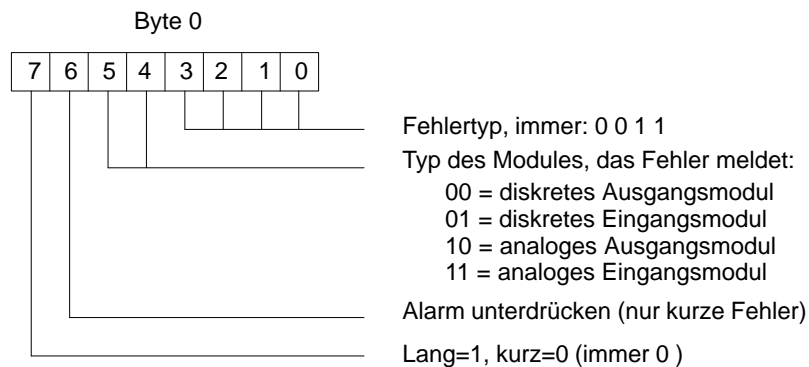 Byte 0
7 6 5 4 3 2 1 0
Fehlertyp, immer: 0 0 1 1
Typ des Modules, das Fehler meldet:
00 = diskretes Ausgangsmodul
01 = diskretes Eingangsmodul
10 = analoges Ausgangsmodul
11 = analoges Eingangsmodul
Alarm unterdrücken (nur kurze Fehler)
Lang=1, kurz=0 (immer 0 )